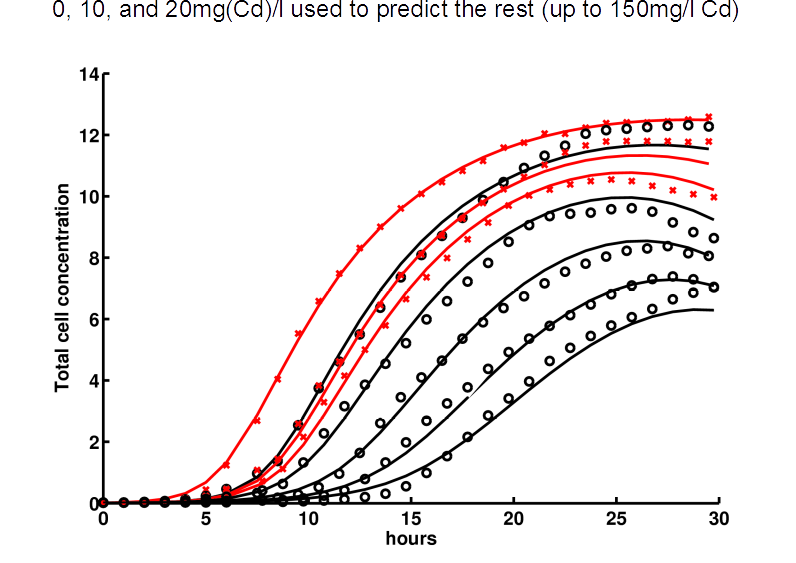 0, 10, and 20mg(Cd)/l used to predict the rest (up to 150mg/l Cd)
14
12
10
8
6
4
2
0
Total cell concentration
0 5 10 15 20 25 30
hours